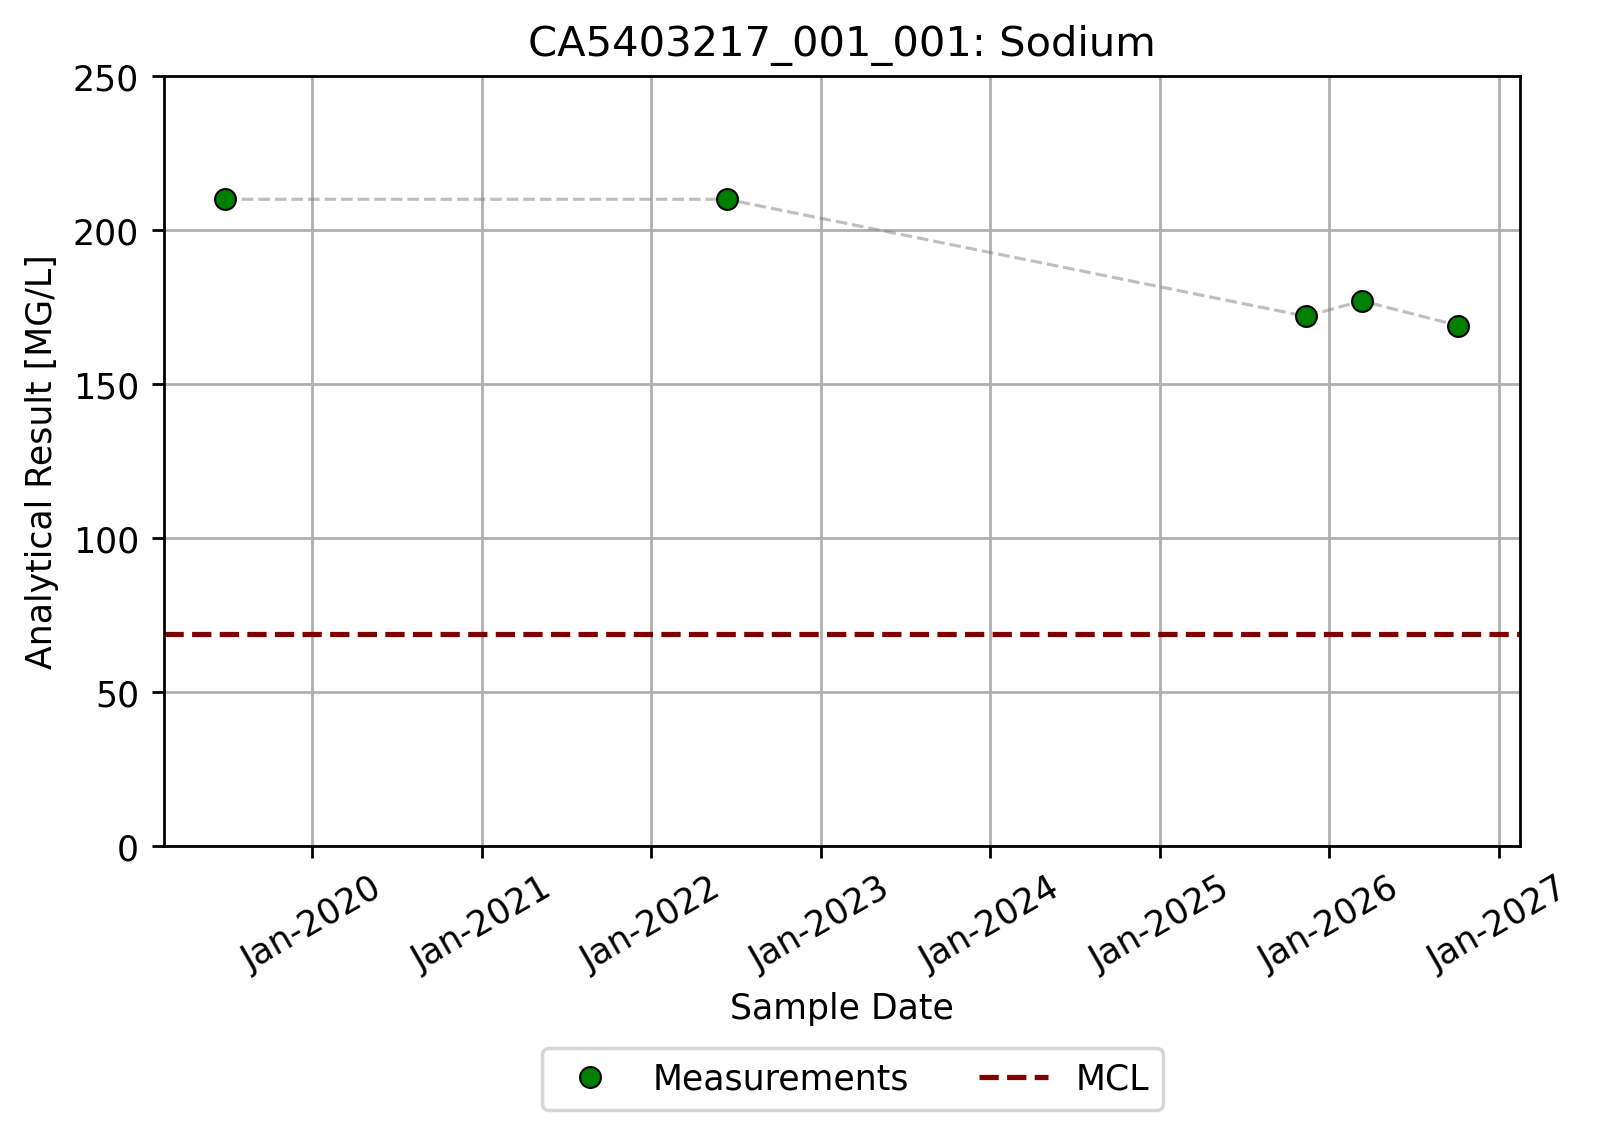 CA5403217_001_001: Sodium
Analytical Result [MG/L]
250
200
150
100
50
0
Jan-2020
Jan-2021
Jan-2022
Jan-2023
Jan-2024
Jan-2025
Jan-2026
Jan-2027
Sample Date
Measurements
MCL